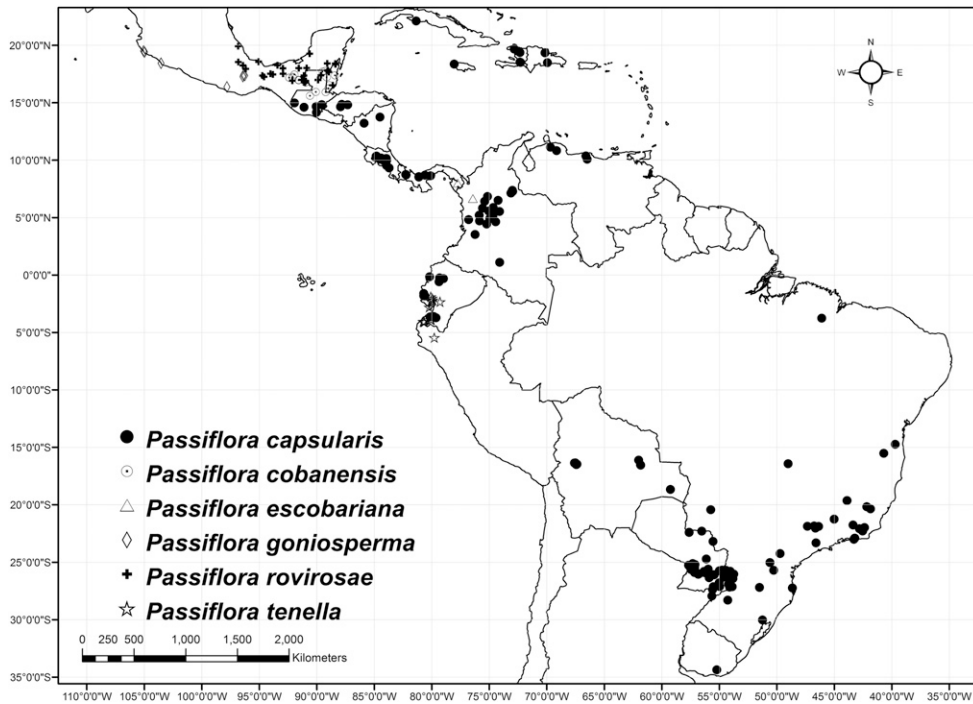 20°0'0"N
15°0'0"N
10°0'0"N
5°0'0"N
0°0'0"
5°0'0"S
10°0'0"S
15°0'0"S
20°0'0"S
25°0'0"S
30°0'0"S
35°0'0"S
N
W E
S
Passiflora capsularis
Passiflora cobanensis
Passiflora escobariana
Passiflora goniosperma
Passiflora rovirosae
Passiflora tenella
0 250 500 1,000 1,500 2,000
Kilometers
110°0'0"W 105°0'0"W 100°0'0"W 95°0'0"W 90°0'0"W 85°0'0"W 80°0'0"W 75°0'0"W 70°0'0"W 65°0'0"W 60°0'0"W 55°0'0"W 50°0'0"W 45°0'0"W 40°0'0"W 35°0'0"W